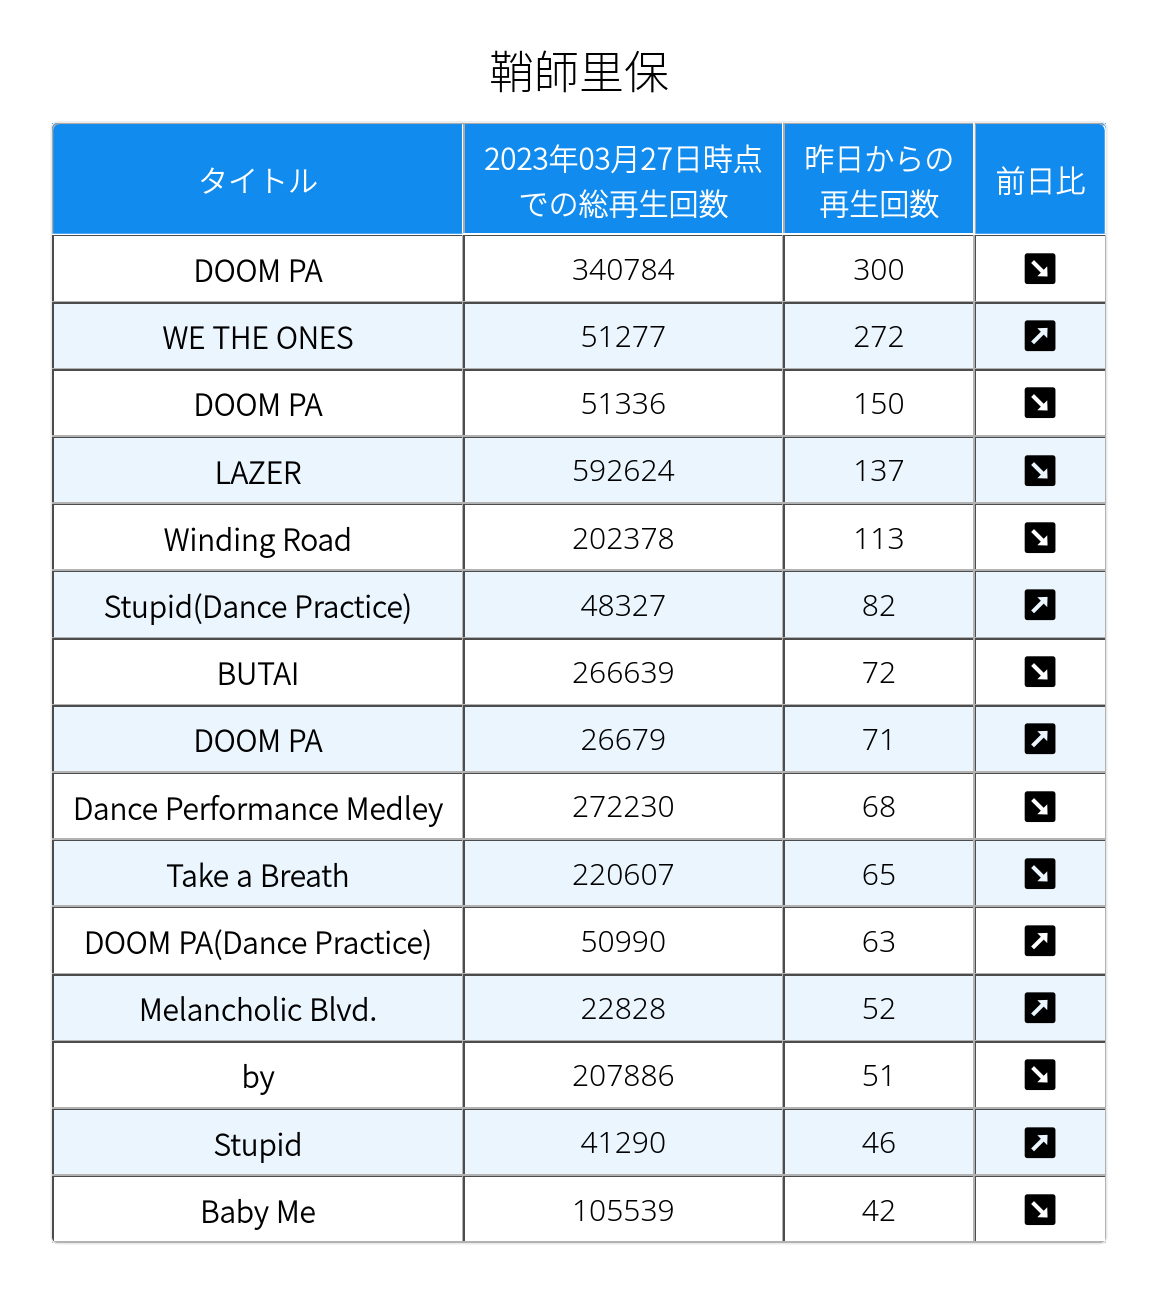 鞘師里保
タイトル
2023年03月27日時点
での総再生回数
昨日からの
再生回数
前日比
DOOM PA 340784 300 ↘
WE THE ONES 51277 272 ↗
DOOM PA 51336 150 ↘
LAZER 592624 137 ↘
Winding Road 202378 113 ↘
Stupid(Dance Practice) 48327 82 ↗
BUTAI 266639 72 ↘
DOOM PA 26679 71 ↗
Dance Performance Medley 272230 68 ↘
Take a Breath 220607 65 ↘
DOOM PA(Dance Practice) 50990 63 ↗
Melancholic Blvd. 22828 52 ↗
by 207886 51 ↘
Stupid 41290 46 ↗
Baby Me 105539 42 ↘